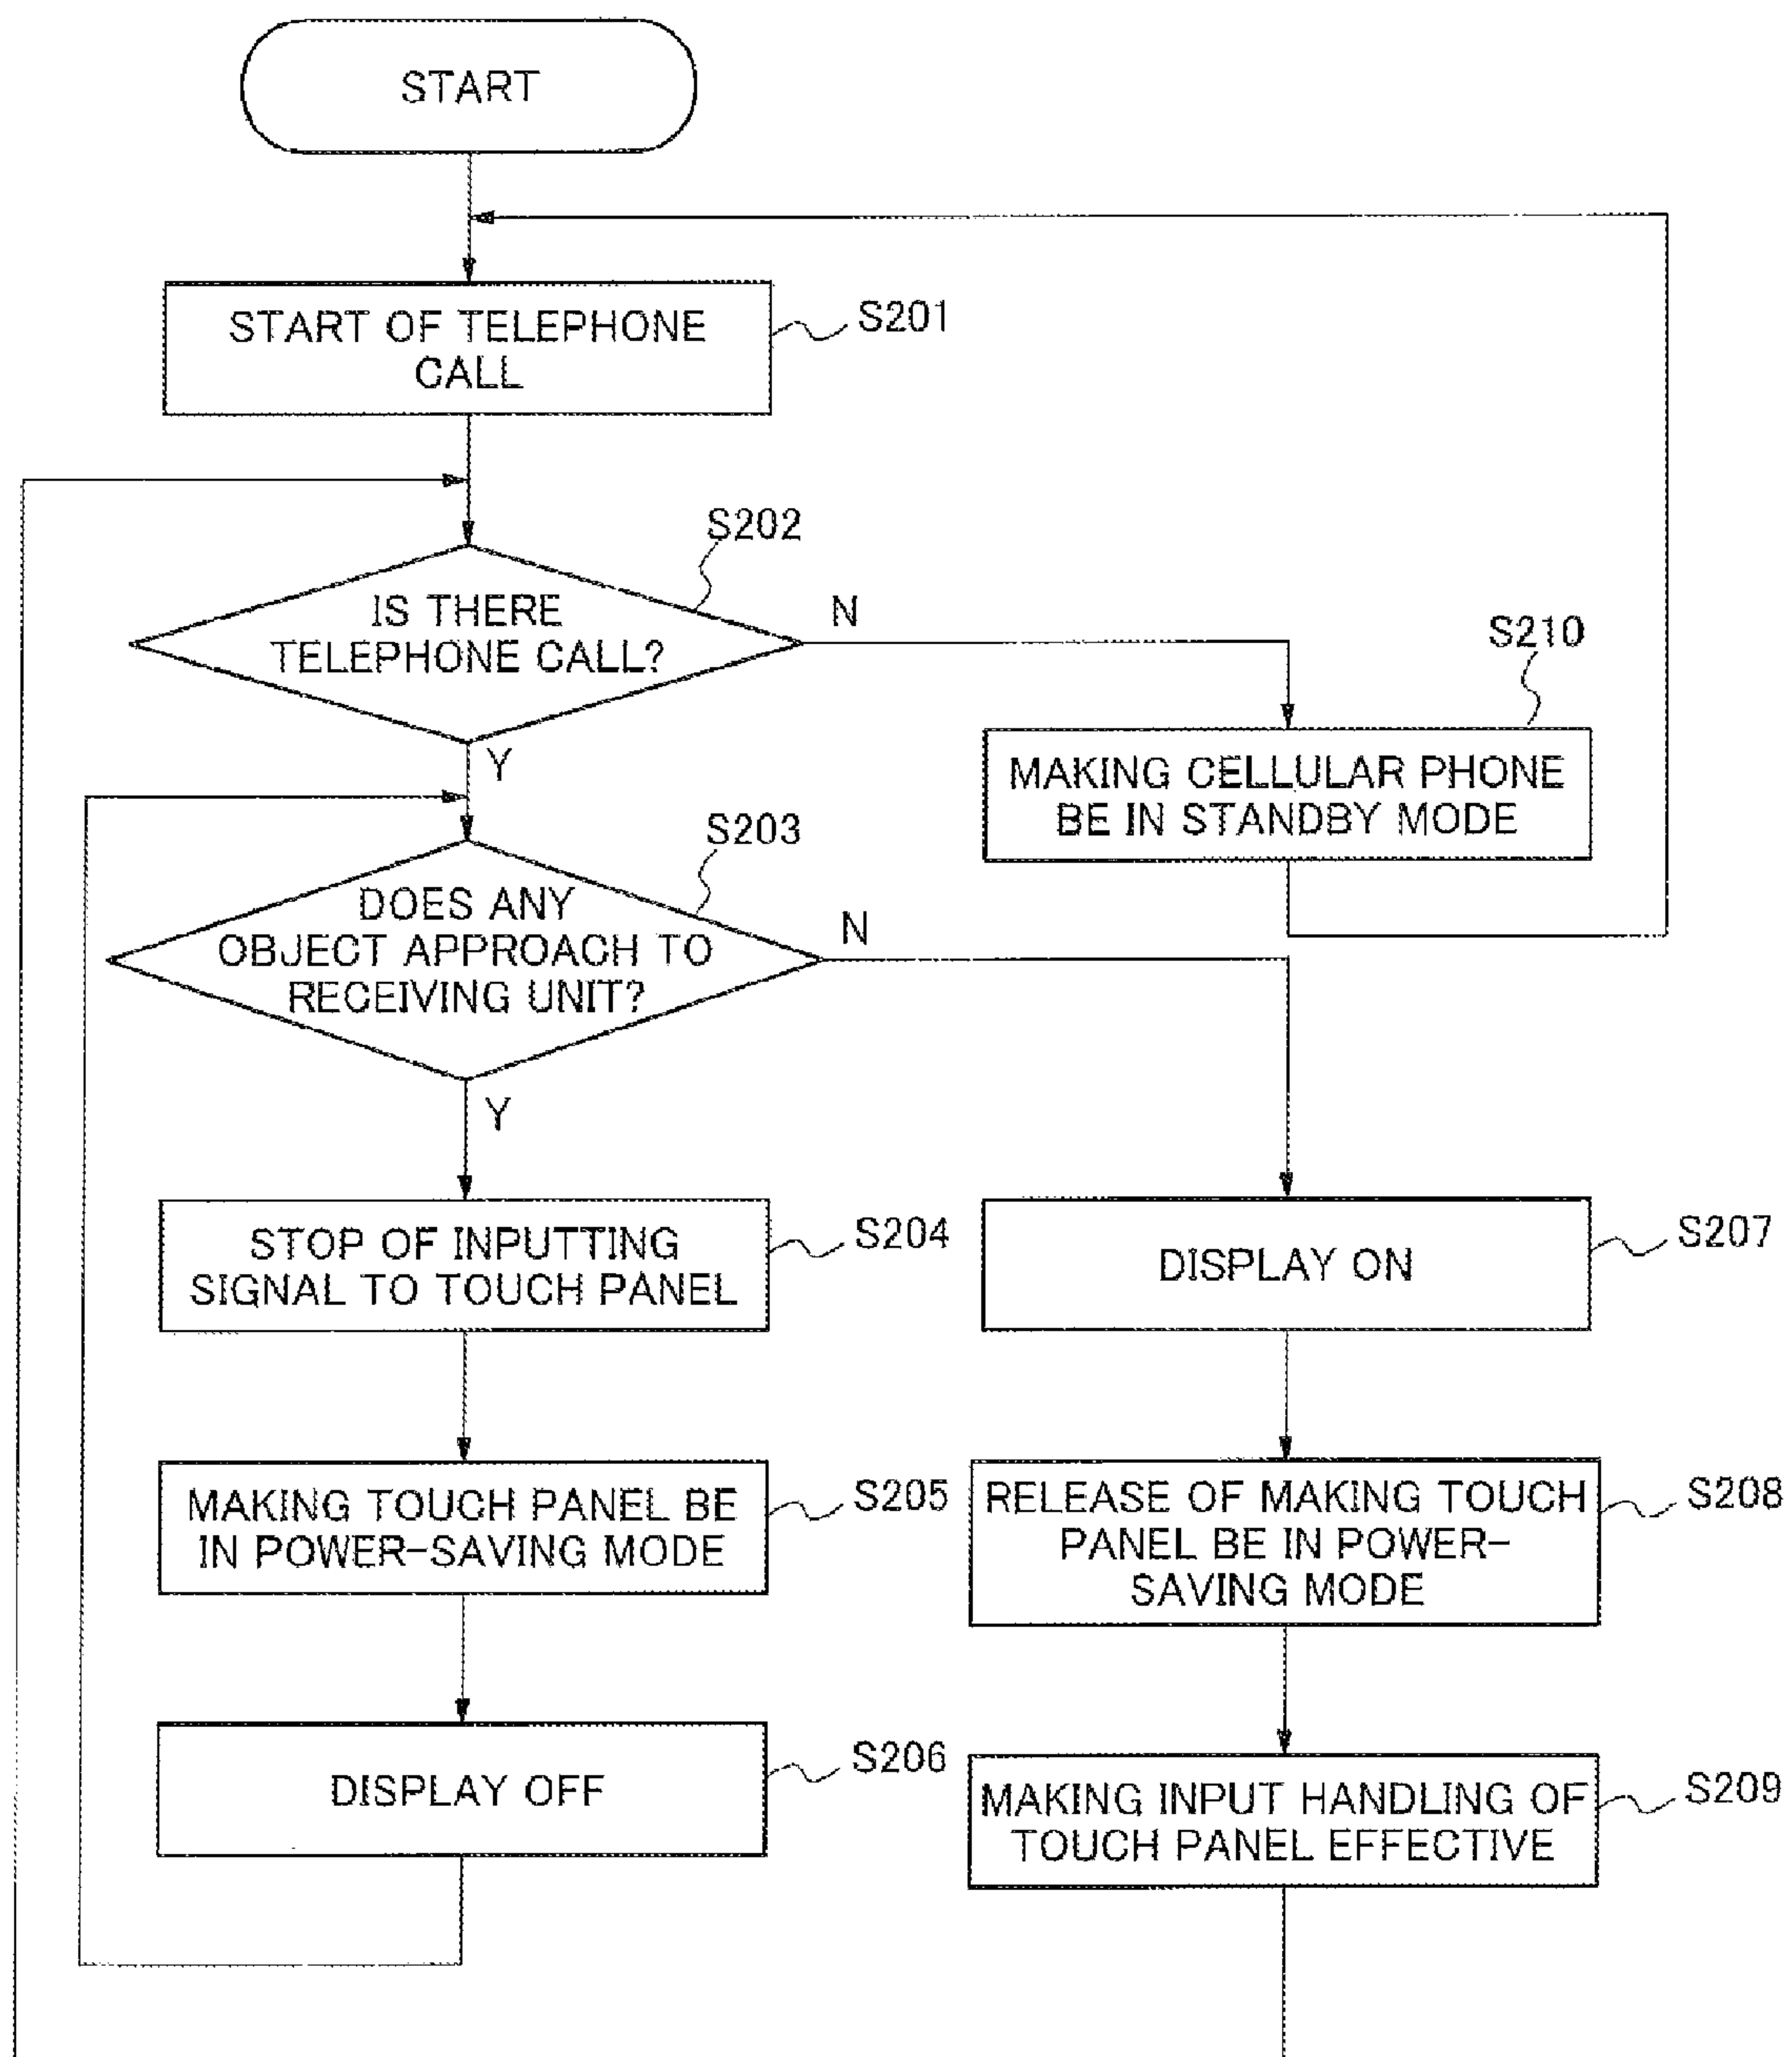 START
START OF TELEPHONE
CALL
S201
S202
IS THERE
TELEPHONE CALL?
N
Y
S210
MAKING CELLULAR PHONE
BE IN STANDBY MODE
S203
DOES ANY
OBJECT APPROACH TO
RECEIVING UNIT?
N
Y
STOP OF INPUTTING
SIGNAL TO TOUCH PANEL
S204
DISPLAY ON
S207
MAKING TOUCH PANEL BE
IN POWER-SAVING MODE
S205
RELEASE OF MAKING TOUCH
PANEL BE IN POWER-
SAVING MODE
S208
DISPLAY OFF
S206
MAKING INPUT HANDLING OF
TOUCH PANEL EFFECTIVE
S209